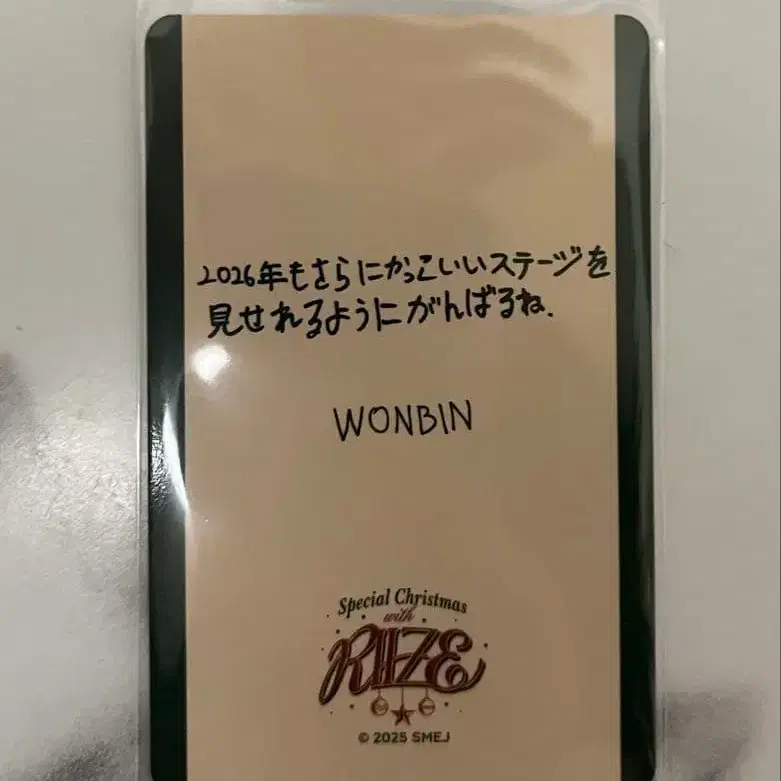 2026年もさらにかっこいいステージを
見せれるようにがんばるね.
WONBIN
Special Christmas
with
RIIZE
© 2025 SMEJ